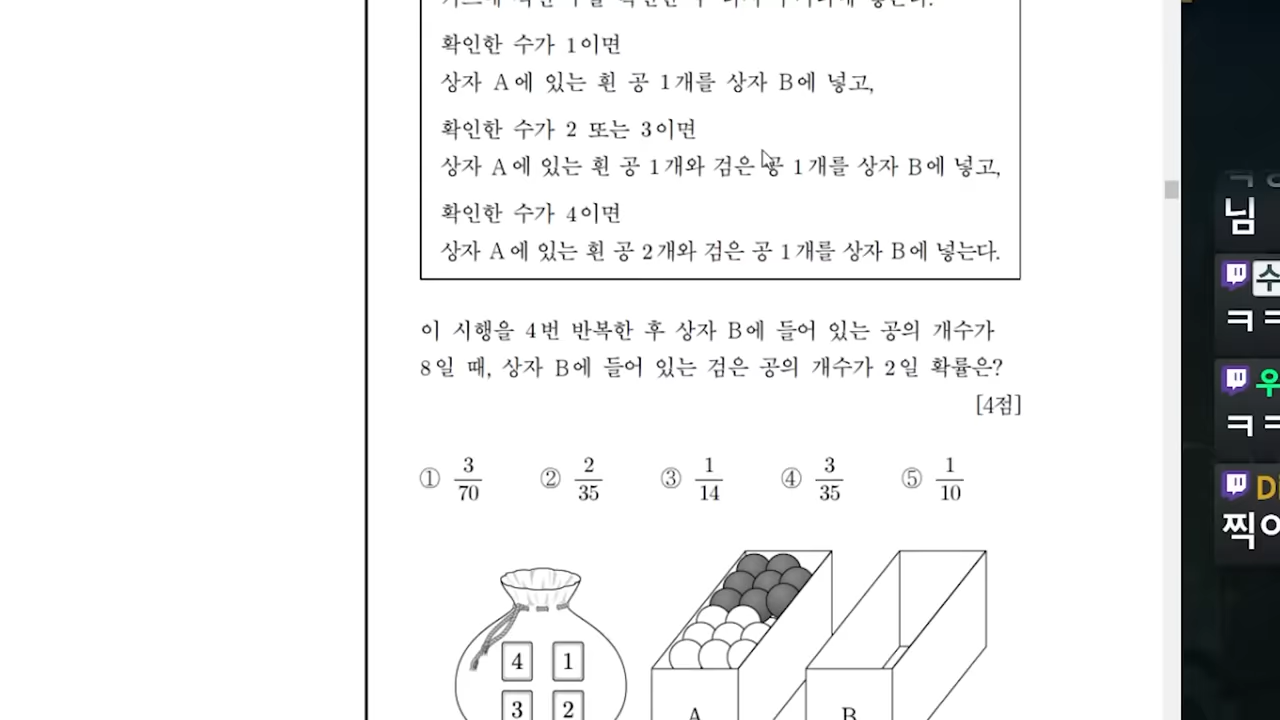 확인한 수가 1이면
상자 A에 있는 흰 공 1개를 상자 B에 넣고,
확인한 수가 2 또는 3이면
상자 A에 있는 흰 공 1개와 검은 공 1개를 상자 B에 넣고,
확인한 수가 4이면
상자 A에 있는 흰 공 2개와 검은 공 1개를 상자 B에 넣는다.
이 시행을 4번 반복한 후 상자 B에 들어 있는 공의 개수가
8일 때, 상자 B에 들어 있는 검은 공의 개수가 2일 확률은?
[4점]
① 3/70 ② 2/35 ③ 1/14 ④ 3/35 ⑤ 1/10
4 1
3 2
A B
님
수
ㅋㅋ
우
ㅋㅋ
찍어